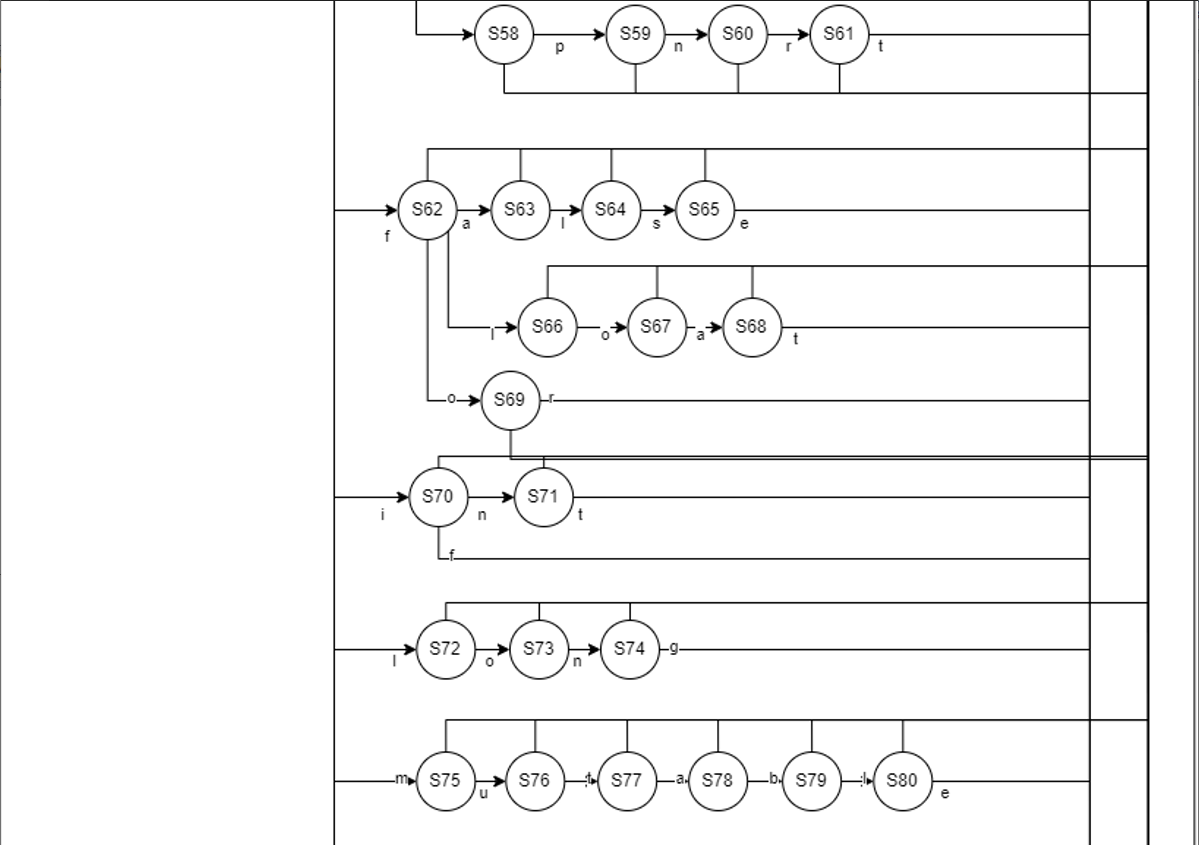 S58 p S59 n S60 r S61 t
f S62 a S63 l S64 s S65 e
l S66 o S67 a S68 t
o S69 r
i S70 n S71 t
f
l S72 o S73 n S74 g
m S75 u S76 t S77 a S78 b S79 l S80 e